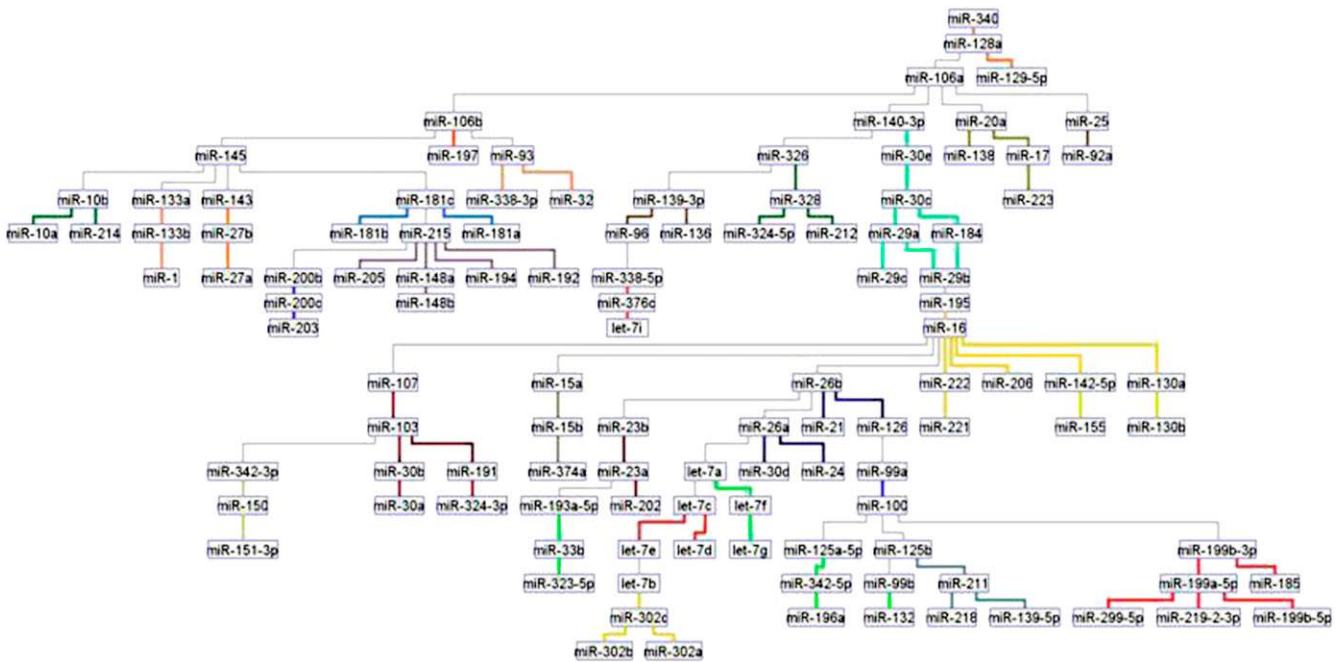 miR-340
miR-128a
miR-106a miR-129-5p
miR-106b miR-140-3p miR-20a miR-25
miR-145 miR-197 miR-93 miR-326 miR-30e miR-138 miR-17 miR-92a
miR-10b miR-133a miR-143 miR-181c miR-338-3p miR-32 miR-139-3p miR-328 miR-30c miR-223
miR-10a miR-214 miR-133b miR-27b miR-181b miR-215 miR-181a miR-96 miR-136 miR-324-5p miR-212 miR-29a miR-184
miR-1 miR-27a miR-200b miR-205 miR-148a miR-194 miR-192 miR-338-5p miR-29c miR-29b
miR-200c miR-148b miR-376c miR-195
miR-203 let-7i miR-16
miR-107 miR-15a miR-26b miR-222 miR-206 miR-142-5p miR-130a
miR-103 miR-15b miR-23b miR-26a miR-21 miR-126 miR-221 miR-155 miR-130b
miR-342-3p miR-30b miR-191 miR-374a miR-23a let-7a miR-30d miR-24 miR-99a
miR-150 miR-30a miR-324-3p miR-193a-5p miR-202 let-7c let-7f miR-100
miR-151-3p miR-33b let-7e let-7d let-7g miR-125a-5p miR-125b miR-199b-3p
miR-323-5p let-7b miR-342-5p miR-99b miR-211 miR-199a-5p miR-185
miR-302c miR-196a miR-132 miR-218 miR-139-5p miR-299-5p miR-219-2-3p miR-199b-5p
miR-302b miR-302a